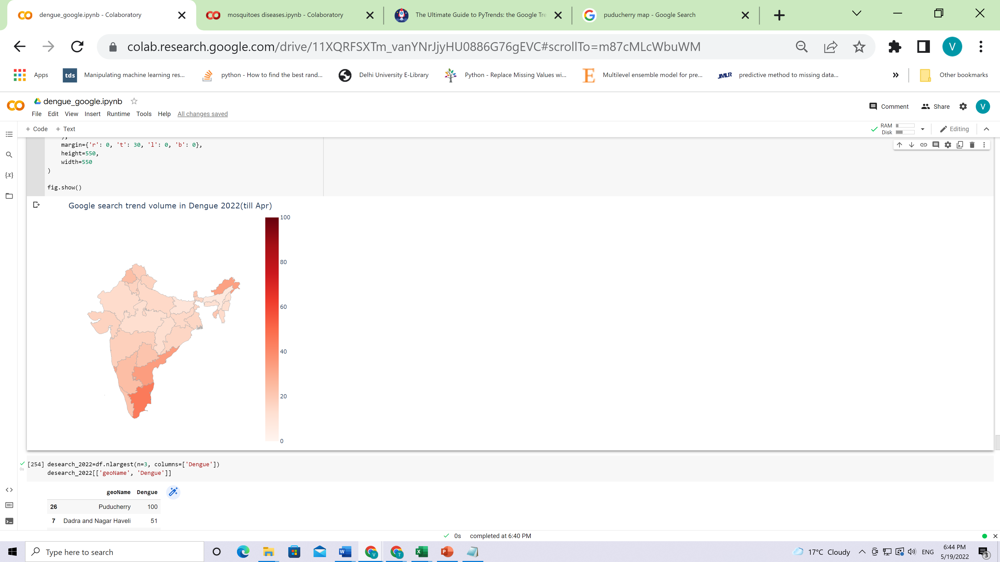 dengue_google.ipynb - Colaboratory
mosquitoes diseases.ipynb - Colaboratory
The Ultimate Guide to PyTrends: the Google Tre
puducherry map - Google Search
colab.research.google.com/drive/11XQRFSXTm_vanYNrJjyHU0886G76gEVC#scrollTo=m87cMLcWbuWM
V
Apps
tds Manipulating machine learning res...
python - How to find the best rand...
Delhi University E-Library
Python - Replace Missing Values wi...
E Multilevel ensemble model for pre...
JMLR predictive method to missing data...
»
Other bookmarks
dengue_google.ipynb
Comment
Share
V
File Edit View Insert Runtime Tools Help All changes saved
+ Code + Text
RAM
Disk
Editing
),
margin={'r': 0, 't': 30, 'l': 0, 'b': 0},
height=550,
width=550
)
{x}
fig.show()
Google search trend volume in Dengue 2022(till Apr)
100
80
60
40
20
0
[254] desearch_2022=df.nlargest(n=3, columns=['Dengue'])
0s
desearch_2022[['geoName', 'Dengue']]
geoName Dengue
26 Puducherry 100
7 Dadra and Nagar Haveli 51
0s completed at 6:40 PM
Type here to search
W
V
T
X
P
17°C Cloudy
ENG
6:44 PM
5/19/2022
3